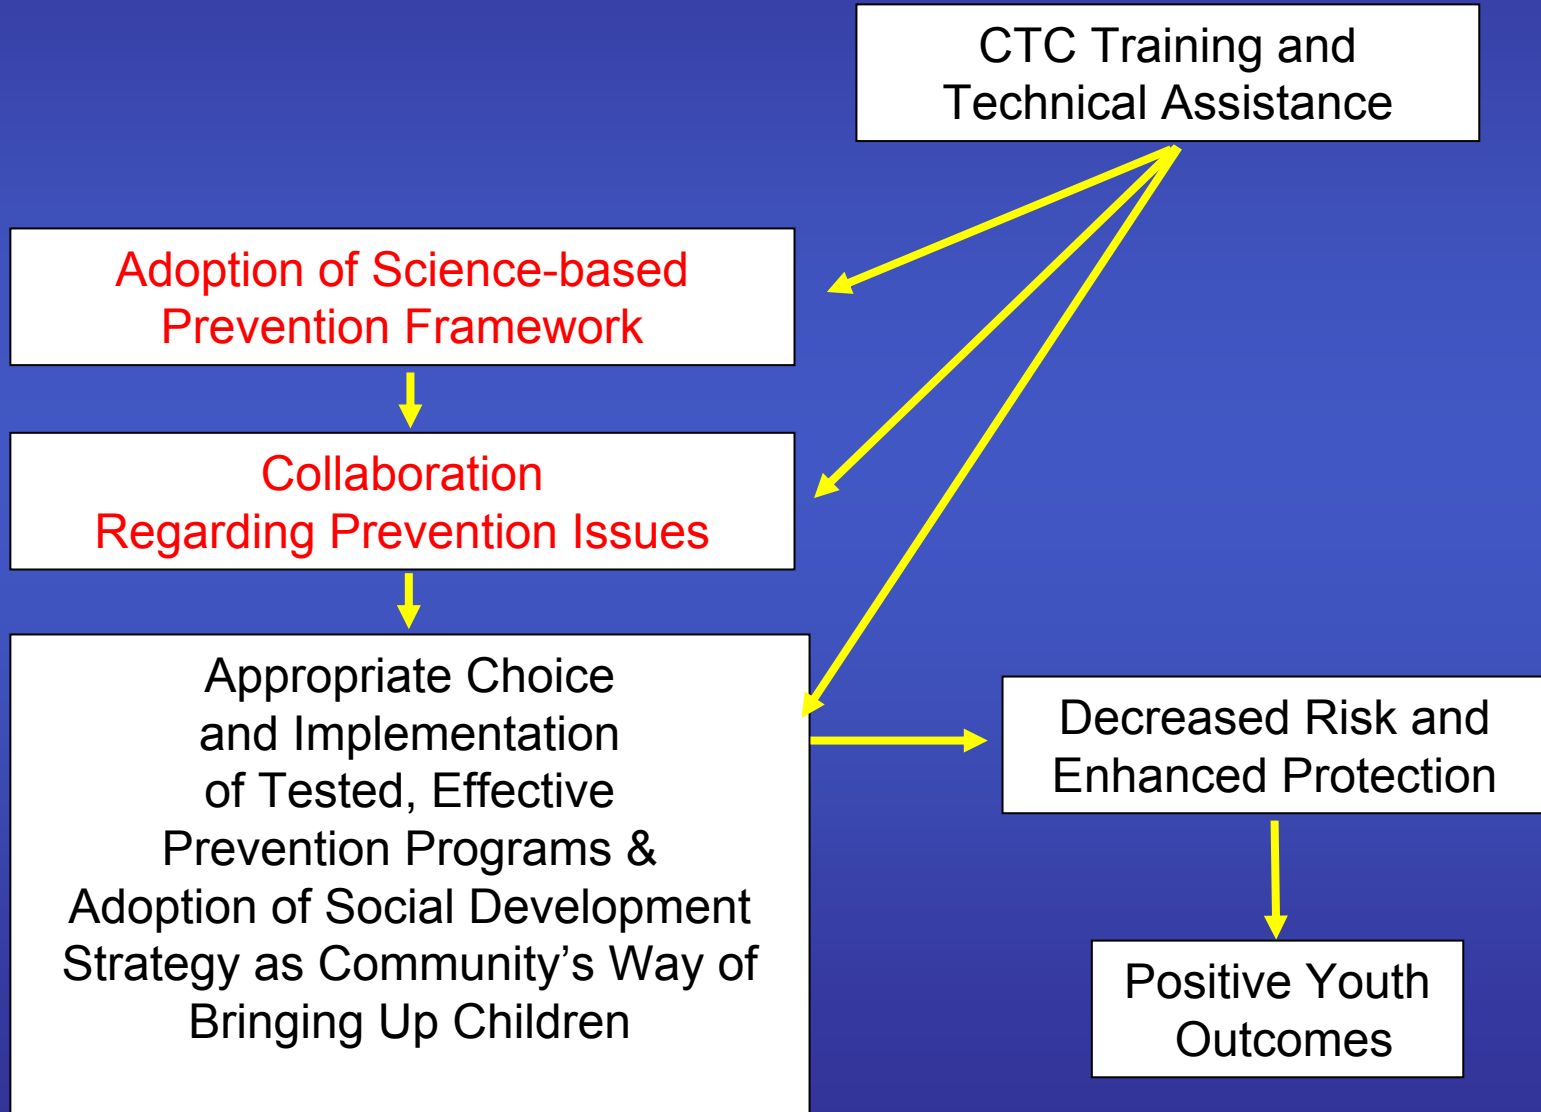 CTC Training and
Technical Assistance
Adoption of Science-based
Prevention Framework
Collaboration
Regarding Prevention Issues
Appropriate Choice
and Implementation
of Tested, Effective
Prevention Programs &
Adoption of Social Development
Strategy as Community’s Way of
Bringing Up Children
Decreased Risk and
Enhanced Protection
Positive Youth
Outcomes